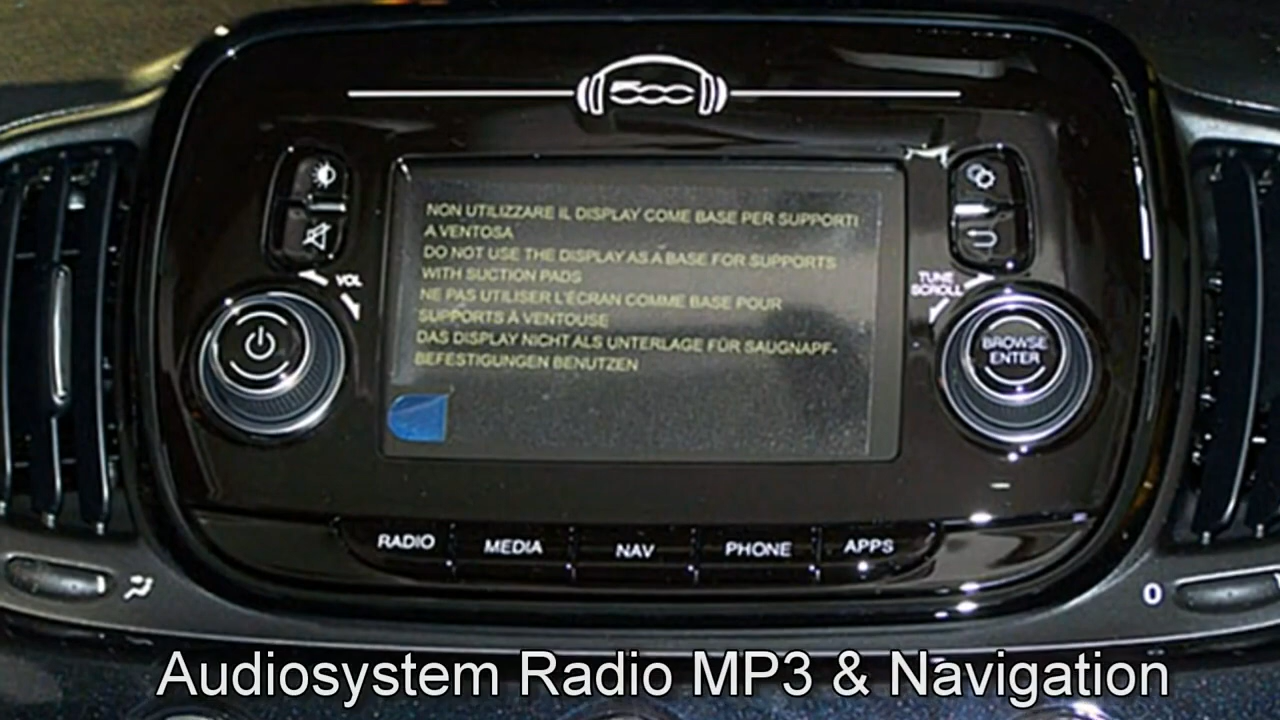 500
VOL
TUNE
SCROLL
NON UTILIZZARE IL DISPLAY COME BASE PER SUPPORTI
A VENTOSA
DO NOT USE THE DISPLAY AS A BASE FOR SUPPORTS
WITH SUCTION PADS
NE PAS UTILISER L'ÉCRAN COMME BASE POUR
SUPPORTS À VENTOUSE
DAS DISPLAY NICHT ALS UNTERLAGE FÜR SAUGNAPF-
BEFESTIGUNGEN BENUTZEN
BROWSE
ENTER
RADIO MEDIA NAV PHONE APPS
0
Audiosystem Radio MP3 & Navigation